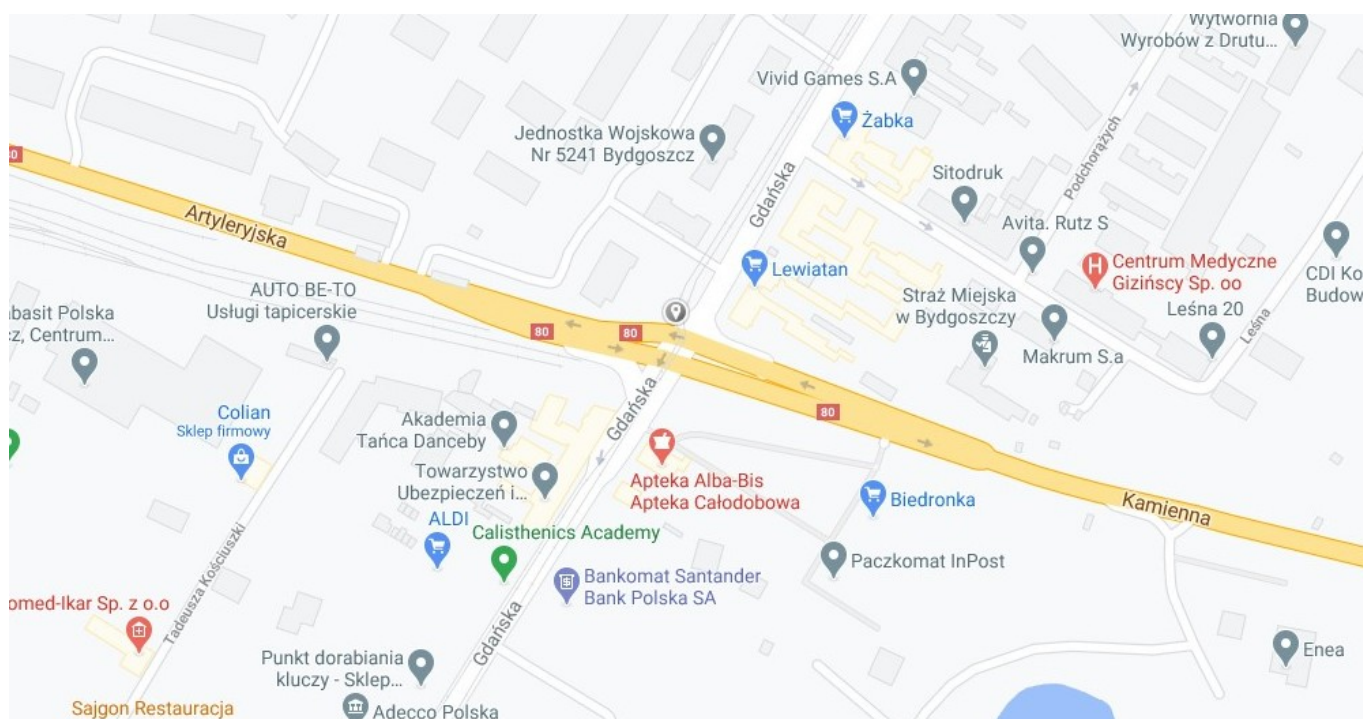 Wytwórnia
Wyrobów z Drutu...
Vivid Games S.A
Żabka
Jednostka Wojskowa
Nr 5241 Bydgoszcz
Podchorążych
80
Sitodruk
Gdańska
Artyleryjska
Avita. Rutz S
Lewiatan
Centrum Medyczne
Gizińscy Sp. oo
CDI Ko
Budow
AUTO BE-TO
Usługi tapicerskie
Straż Miejska
w Bydgoszczy
Leśna 20
Leśna
abasit Polska
cz, Centrum...
80
80
Makrum S.a
Colian
Sklep firmowy
Akademia
Tańca Danceby
Gdańska
80
Towarzystwo
Ubezpieczeń i...
Apteka Alba-Bis
Apteka Całodobowa
Biedronka
Kamienna
ALDI
Calisthenics Academy
Paczkomat InPost
Tadeusza Kościuszki
Bankomat Santander
Bank Polska SA
omed-Ikar Sp. z o.o
Gdańska
Enea
Punkt dorabiania
kluczy - Sklep...
Sajgon Restauracja
Adecco Polska